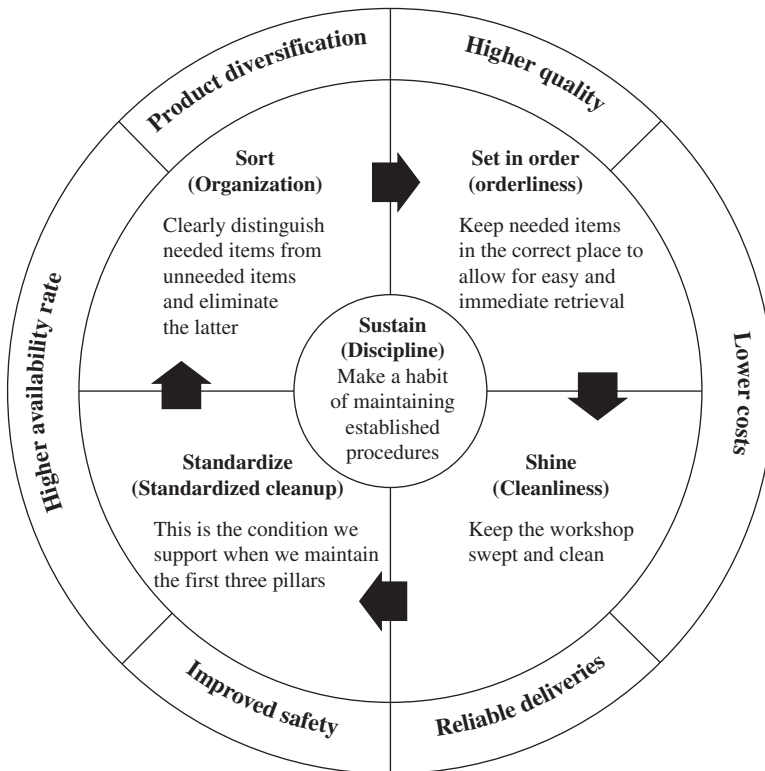 Product diversification
Higher quality
Lower costs
Reliable deliveries
Improved safety
Higher availability rate
Sort
(Organization)
Clearly distinguish
needed items from
unneeded items
and eliminate
the latter
Set in order
(orderliness)
Keep needed items
in the correct place to
allow for easy and
immediate retrieval
Sustain
(Discipline)
Make a habit
of maintaining
established
procedures
Shine
(Cleanliness)
Keep the workshop
swept and clean
Standardize
(Standardized cleanup)
This is the condition we
support when we maintain
the first three pillars